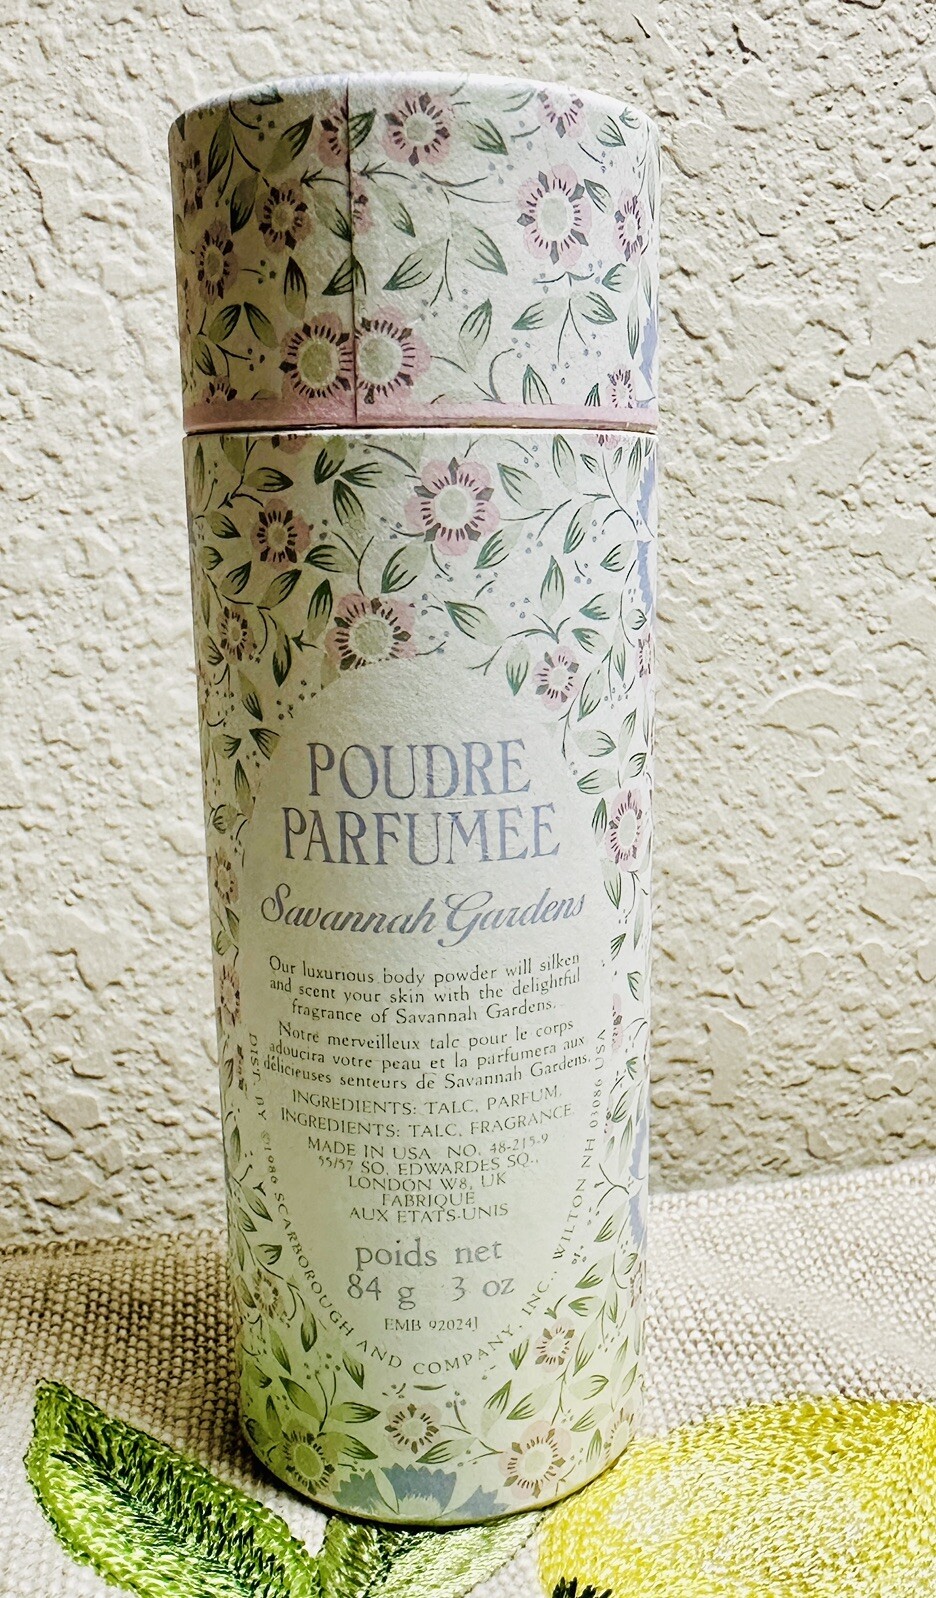 POUDRE
PARFUMEE
Savannah Gardens
Our luxurious body powder will silken
and scent your skin with the delightful
fragrance of Savannah Gardens.
Notre merveilleux talc pour le corps
adoucira votre peau et la parfumera aux
délicieuses senteurs de Savannah Gardens.
INGREDIENTS: TALC, PARFUM.
INGREDIENTS: TALC, FRAGRANCE.
MADE IN USA NO. 48-215-9
55/57 SO. EDWARDES SQ.,
LONDON W8, UK
FABRIQUE
AUX ETATS-UNIS
poids net
84 g 3 oz
EMB 92024J
DIST. BY ©1986 SCARBOROUGH AND COMPANY, INC., WILTON NH 03086 USA